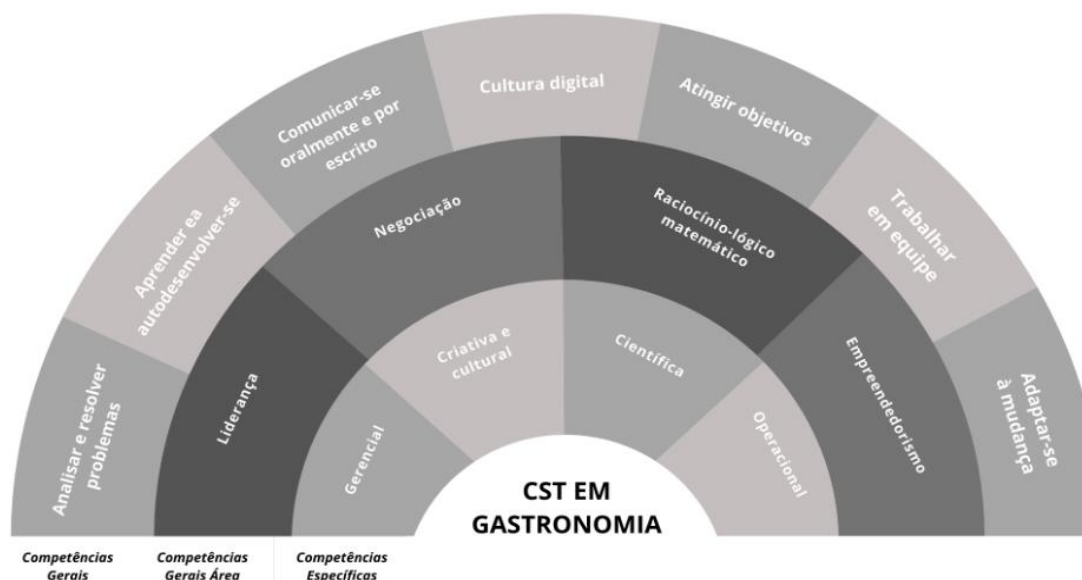 Analisar e resolver
problemas
Aprender ea
autodesenvolver-se
Comunicar-se
oralmente e por
escrito
Cultura digital
Atingir objetivos
Trabalhar
em equipe
Adaptar-se
à mudança
Liderança
Negociação
Raciocínio-lógico
matemático
Empreendedorismo
Gerencial
Criativa e
cultural
Científica
Operacional
CST EM
GASTRONOMIA
Competências
Gerais
Competências
Gerais Área
Competências
Específicas